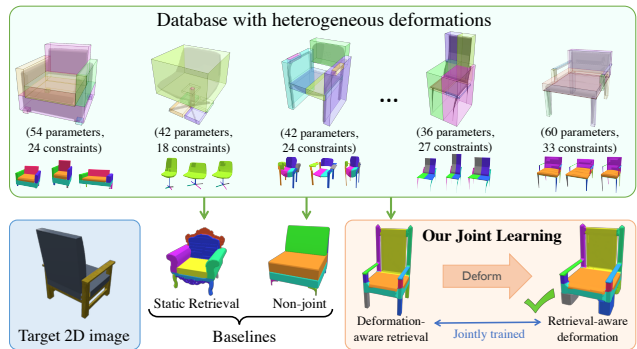 Database with heterogeneous deformations
(54 parameters,
24 constraints)
(42 parameters,
18 constraints)
(42 parameters,
24 constraints)
...
(36 parameters,
27 constraints)
(60 parameters,
33 constraints)
Target 2D image
Static Retrieval
Non-joint
Baselines
Our Joint Learning
Deform
Deformation-
aware retrieval
Jointly trained
Retrieval-aware
deformation